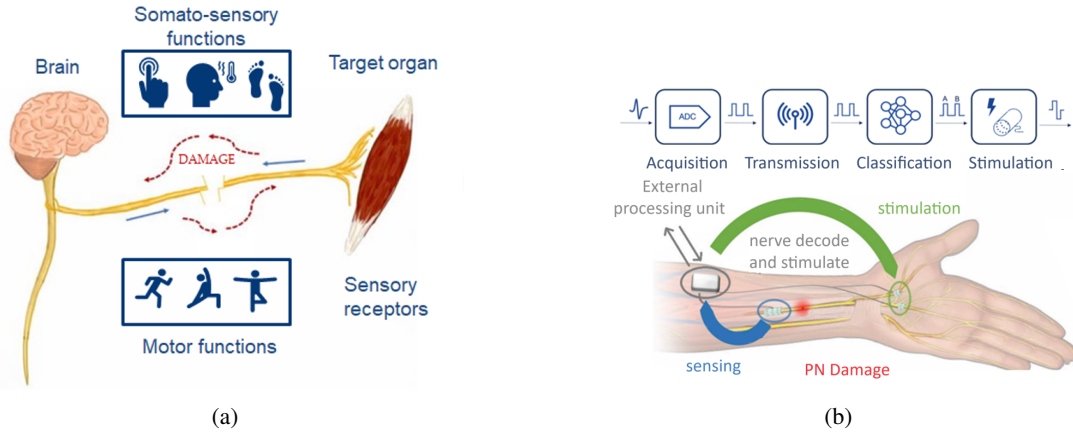 Somato-sensory
functions
Brain
Target organ
DAMAGE
Sensory
receptors
Motor functions
(a)
ADC
A B
Acquisition Transmission Classification Stimulation
External
processing unit
stimulation
nerve decode
and stimulate
sensing
PN Damage
(b)